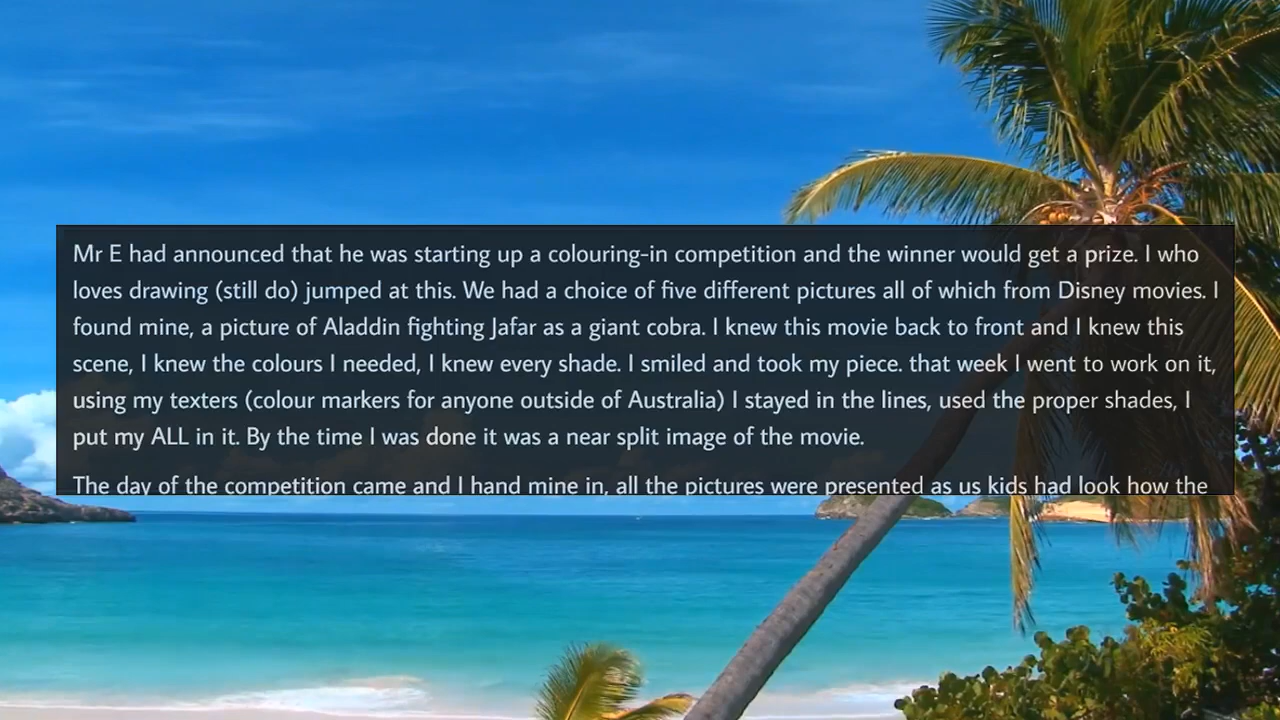 Mr E had announced that he was starting up a colouring-in competition and the winner would get a prize. I who
loves drawing (still do) jumped at this. We had a choice of five different pictures all of which from Disney movies. I
found mine, a picture of Aladdin fighting Jafar as a giant cobra. I knew this movie back to front and I knew this
scene, I knew the colours I needed, I knew every shade. I smiled and took my piece. that week I went to work on it,
using my texters (colour markers for anyone outside of Australia) I stayed in the lines, used the proper shades, I
put my ALL in it. By the time I was done it was a near split image of the movie.
The day of the competition came and I hand mine in, all the pictures were presented as us kids had look how the